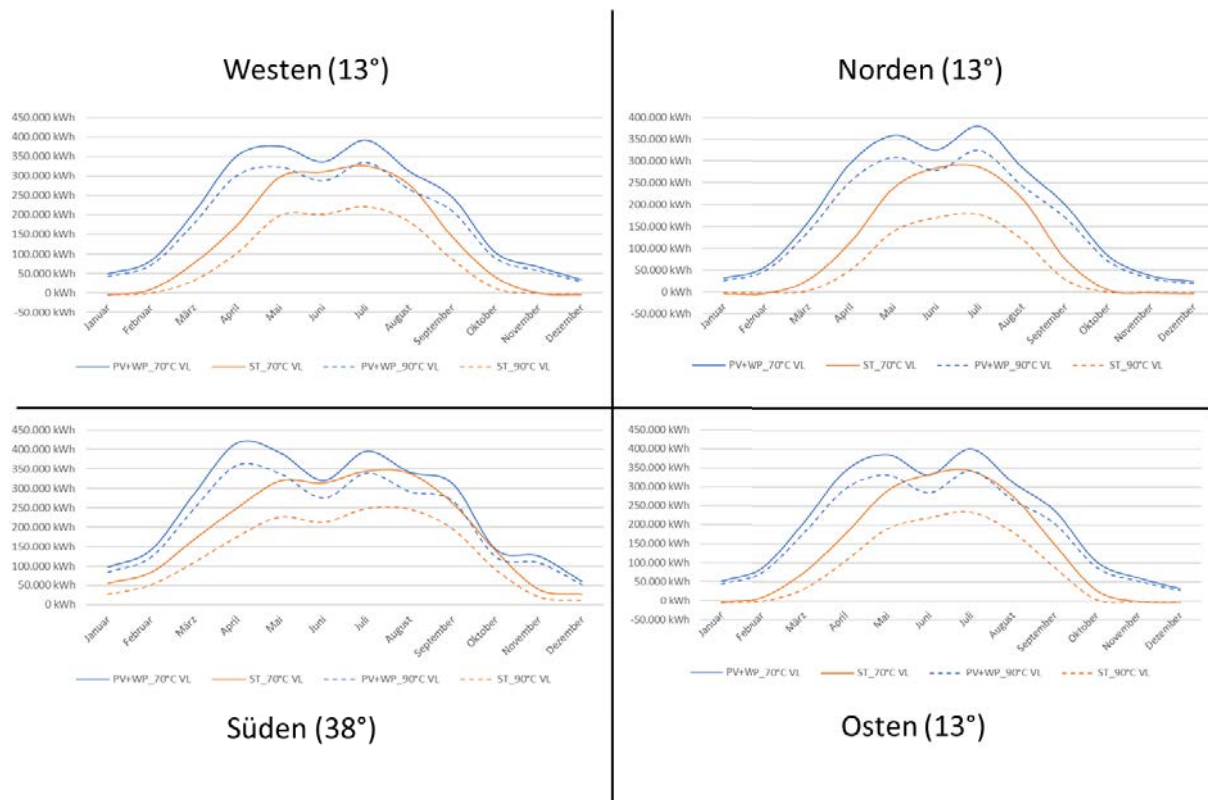 Westen (13°)
450.000 kWh
400.000 kWh
350.000 kWh
300.000 kWh
250.000 kWh
200.000 kWh
150.000 kWh
100.000 kWh
50.000 kWh
0 kWh
-50.000 kWh
Januar Februar März April Mai Juni Juli August September Oktober November Dezember
PV+WP_70°C VL ST_70°C VL PV+WP_90°C VL ST_90°C VL
Norden (13°)
400.000 kWh
350.000 kWh
300.000 kWh
250.000 kWh
200.000 kWh
150.000 kWh
100.000 kWh
50.000 kWh
0 kWh
-50.000 kWh
Januar Februar März April Mai Juni Juli August September Oktober November Dezember
PV+WP_70°C VL ST_70°C VL PV+WP_90°C VL ST_90°C VL
450.000 kWh
400.000 kWh
350.000 kWh
300.000 kWh
250.000 kWh
200.000 kWh
150.000 kWh
100.000 kWh
50.000 kWh
0 kWh
Januar Februar März April Mai Juni Juli August September Oktober November Dezember
PV+WP_70°C VL ST_70°C VL PV+WP_90°C VL ST_90°C VL
Süden (38°)
450.000 kWh
400.000 kWh
350.000 kWh
300.000 kWh
250.000 kWh
200.000 kWh
150.000 kWh
100.000 kWh
50.000 kWh
0 kWh
-50.000 kWh
Januar Februar März April Mai Juni Juli August September Oktober November Dezember
PV+WP_70°C VL ST_70°C VL PV+WP_90°C VL ST_90°C VL
Osten (13°)